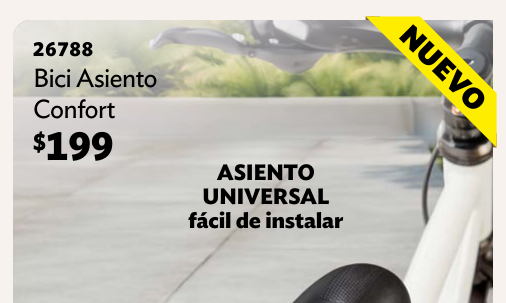 26788
Bici Asiento
Confort
$199
NUEVO
ASIENTO
UNIVERSAL
fácil de instalar